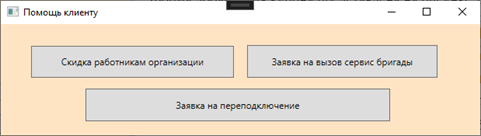 Помощь клиенту
Скидка работникам организации
Заявка на вызов сервис бригады
Заявка на переподключение